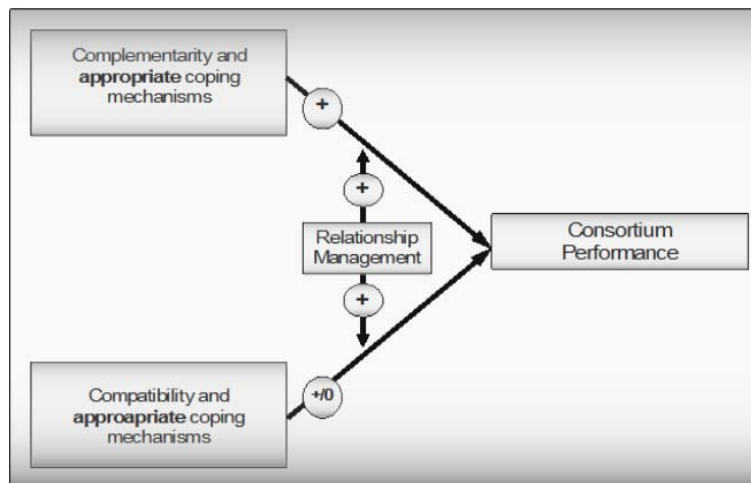 Complementarity and
appropriate coping
mechanisms
+
+
Relationship
Management
Consortium
Performance
+
Compatibility and
approapriate coping
mechanisms
+/0